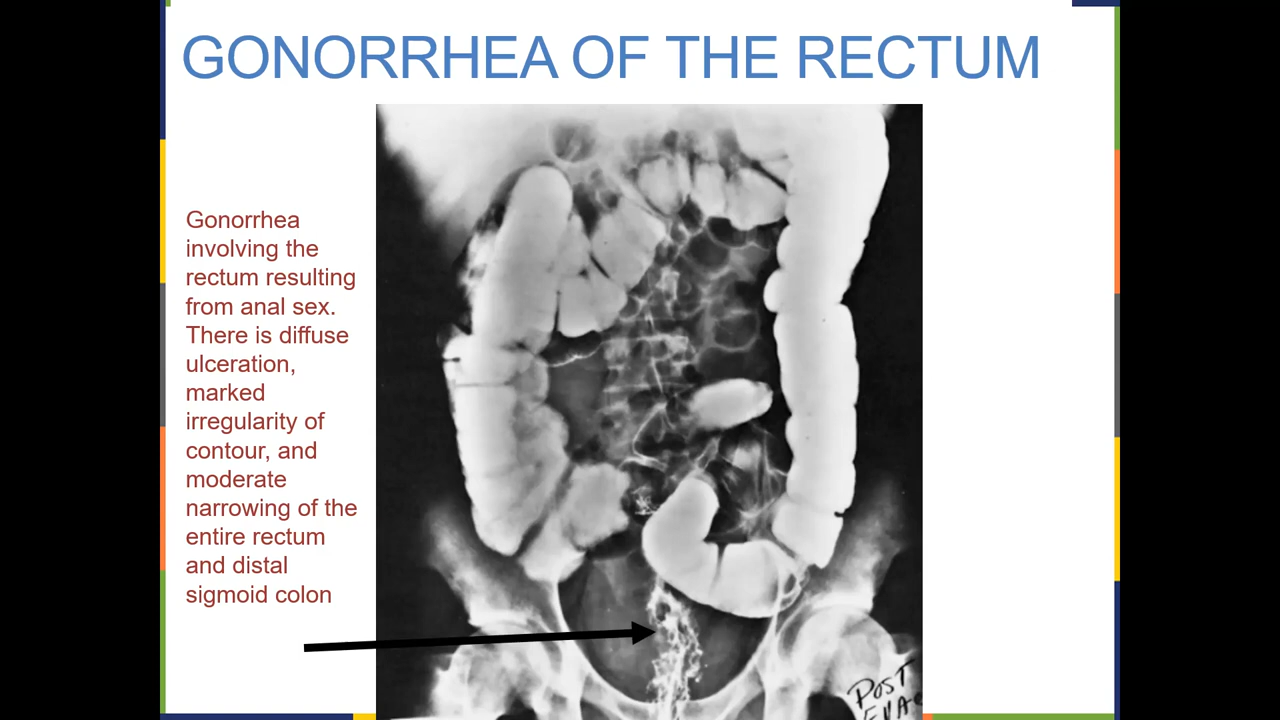 GONORRHEA OF THE RECTUM
Gonorrhea
involving the
rectum resulting
from anal sex.
There is diffuse
ulceration,
marked
irregularity of
contour, and
moderate
narrowing of the
entire rectum
and distal
sigmoid colon
POST